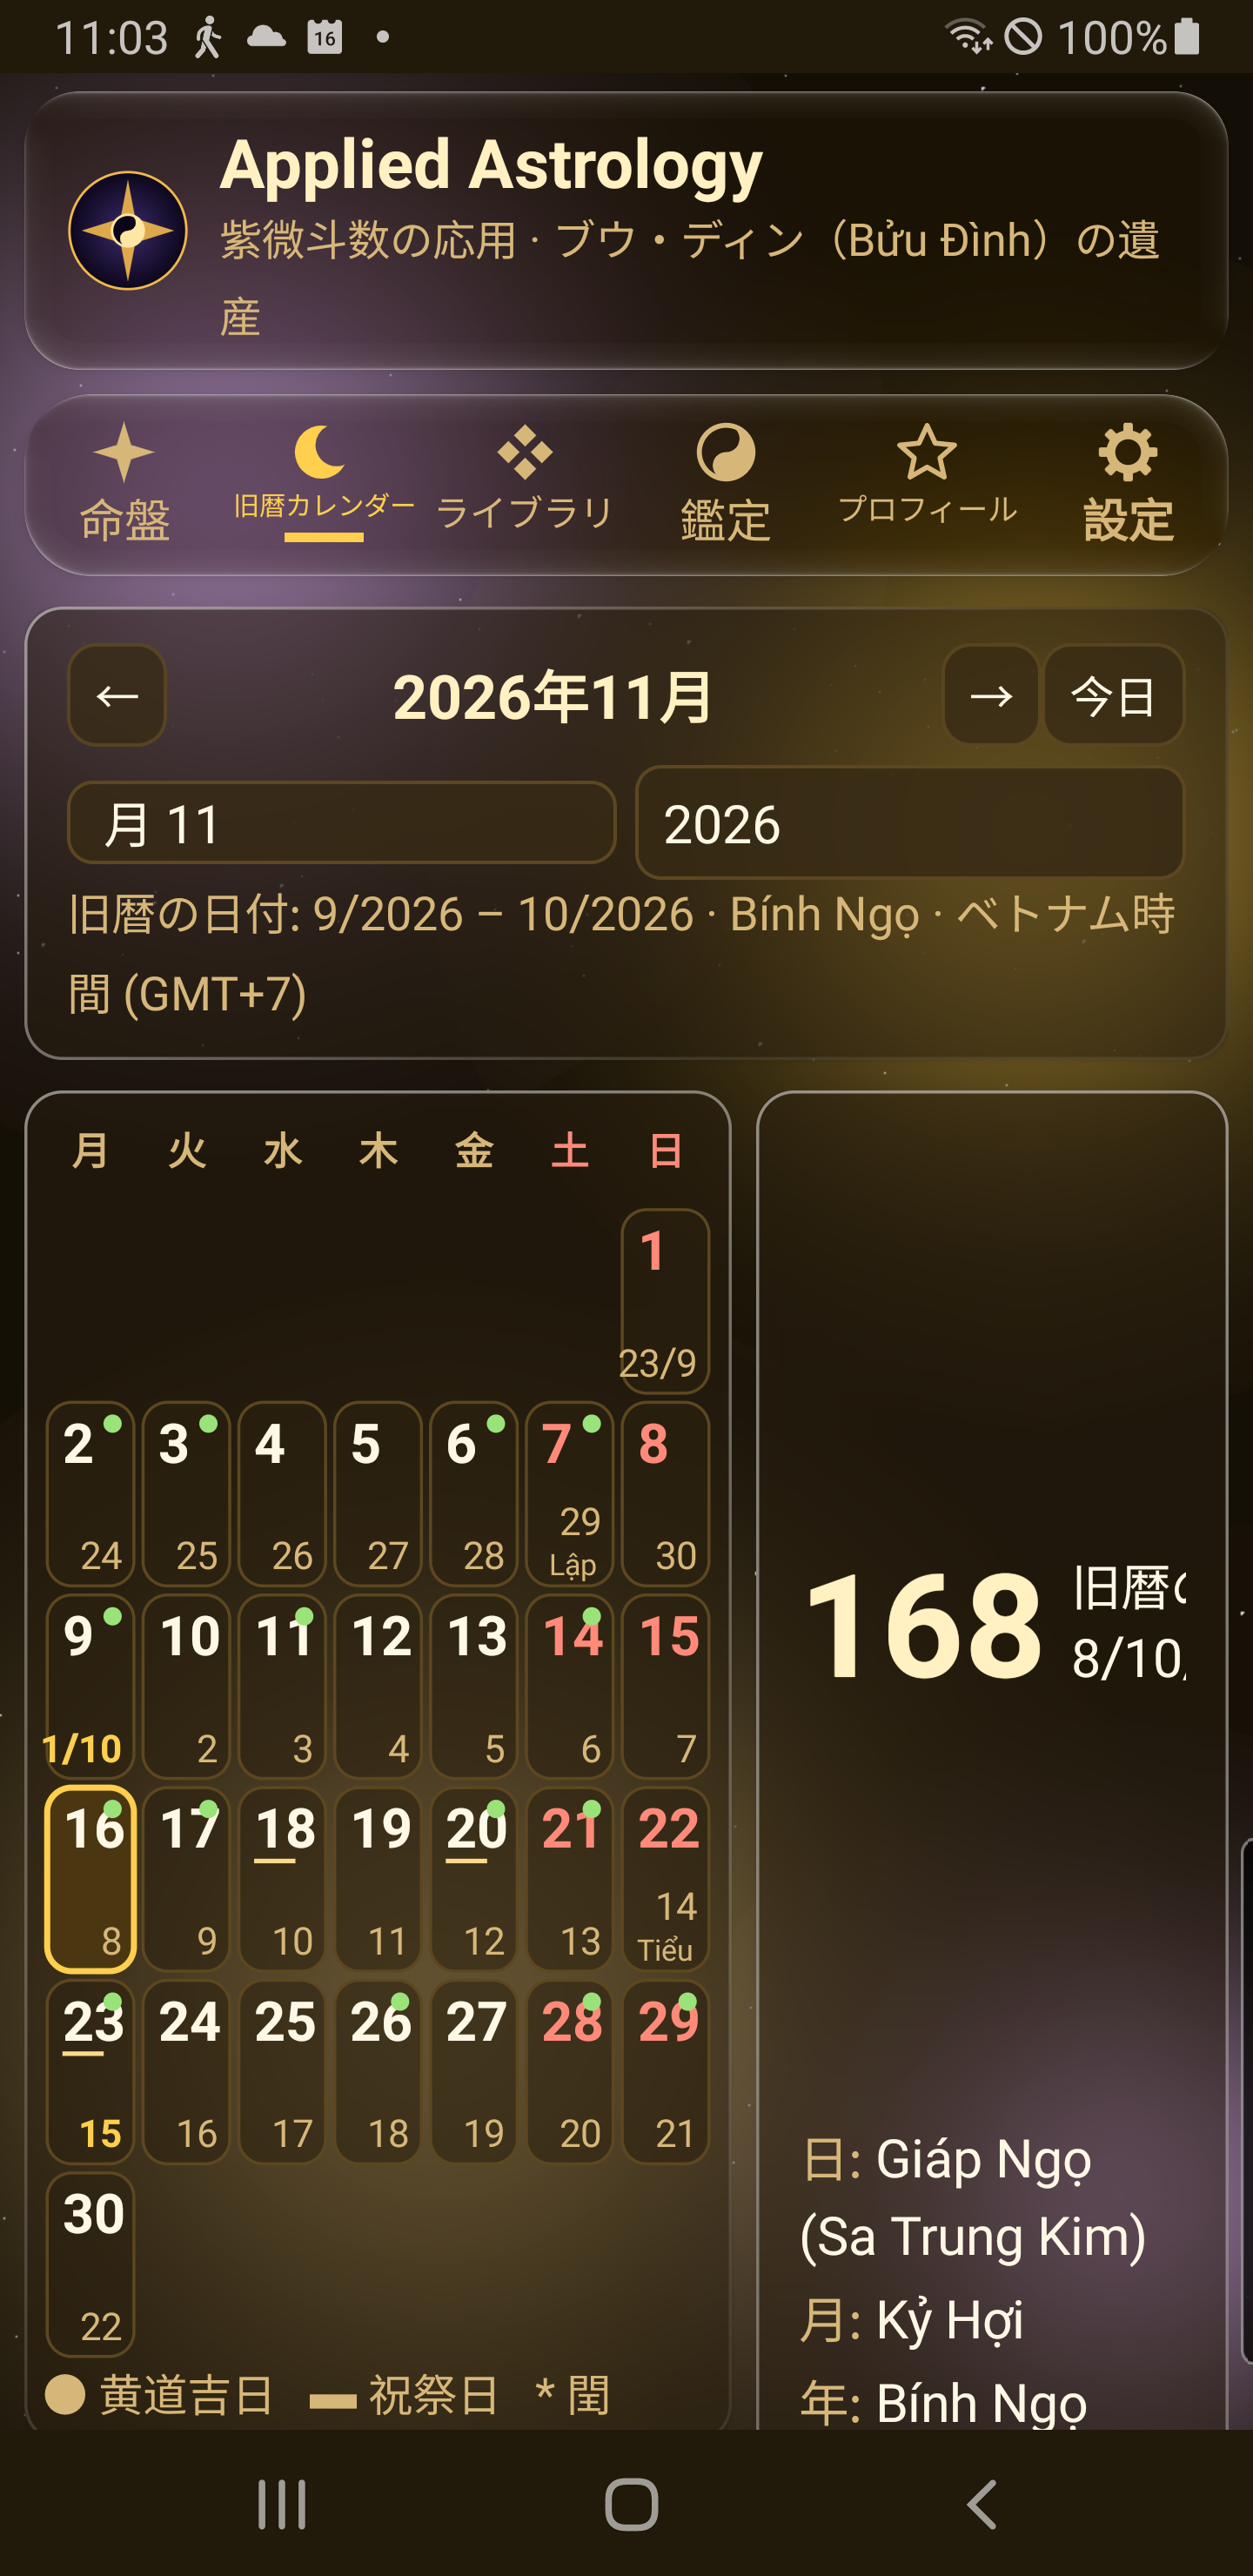 11:03
16
100%
Applied Astrology
紫微斗数の応用 · ブウ・ディン（Bửu Đình）の遺
産
命盤
旧暦カレンダー
ライブラリ
鑑定
プロフィール
設定
←
2026年11月
→
今日
月 11
2026
旧暦の日付: 9/2026 – 10/2026 · Bính Ngọ · ベトナム時
間 (GMT+7)
月 火 水 木 金 土 日
1
23/9
2 3 4 5 6 7 8
24 25 26 27 28 29 30
Lập
9 10 11 12 13 14 15
1/10 2 3 4 5 6 7
16 17 18 19 20 21 22
8 9 10 11 12 13 14
Tiểu
23 24 25 26 27 28 29
15 16 17 18 19 20 21
30
22
黄道吉日 祝祭日 * 閏
168
旧暦
8/10
日: Giáp Ngọ
(Sa Trung Kim)
月: Kỷ Hợi
年: Bính Ngọ